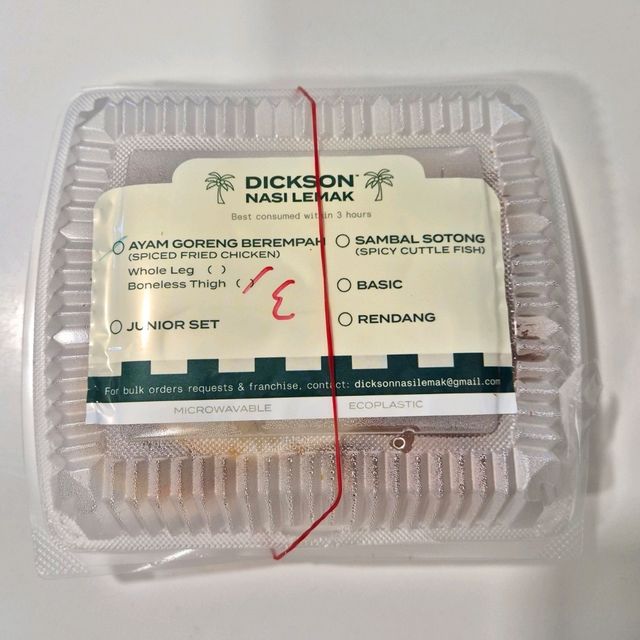 DICKSON™
NASI LEMAK
Best consumed within 3 hours
AYAM GORENG BEREMPAH
(SPICED FRIED CHICKEN)
Whole Leg ( )
Boneless Thigh ( )
3
JUNIOR SET
SAMBAL SOTONG
(SPICY CUTTLE FISH)
BASIC
RENDANG
For bulk orders requests & franchise, contact: dicksonnasilemak@gmail.com
MICROWAVABLE
ECOPLASTIC